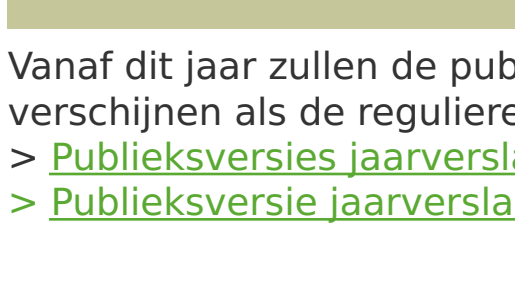 Vanaf dit jaar zullen de pub
verschijnen als de reguliere
> Publieksversies jaarversla
> Publieksversie jaarversla